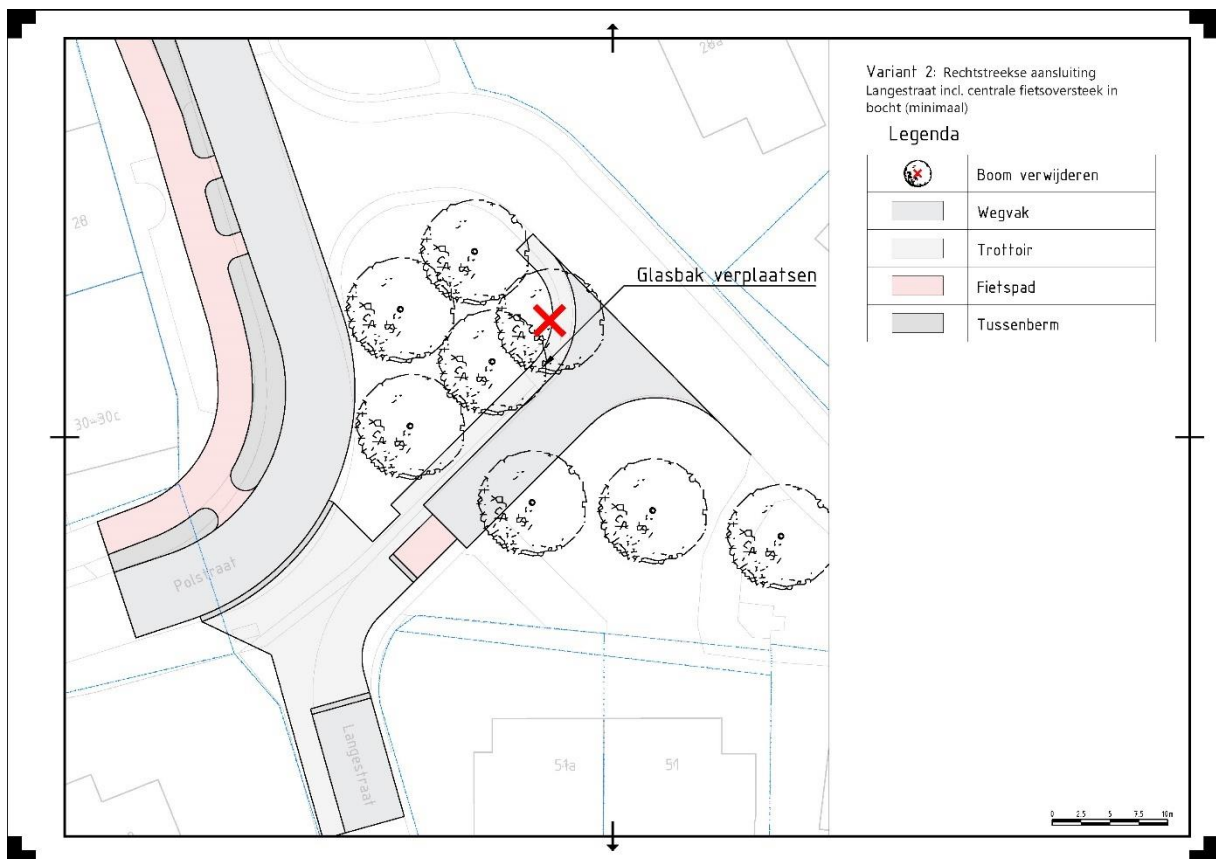 28a
Variant 2: Rechtstreekse aansluiting
Langestraat incl. centrale fietsoversteek in
bocht (minimaal)
Legenda
Boom verwijderen
Wegvak
Trottoir
Fietspad
Tussenberm
28
Glasbak verplaatsen
30-30c
Polstraat
Langestraat
51a
51
0 2.5 5 7.5 10m